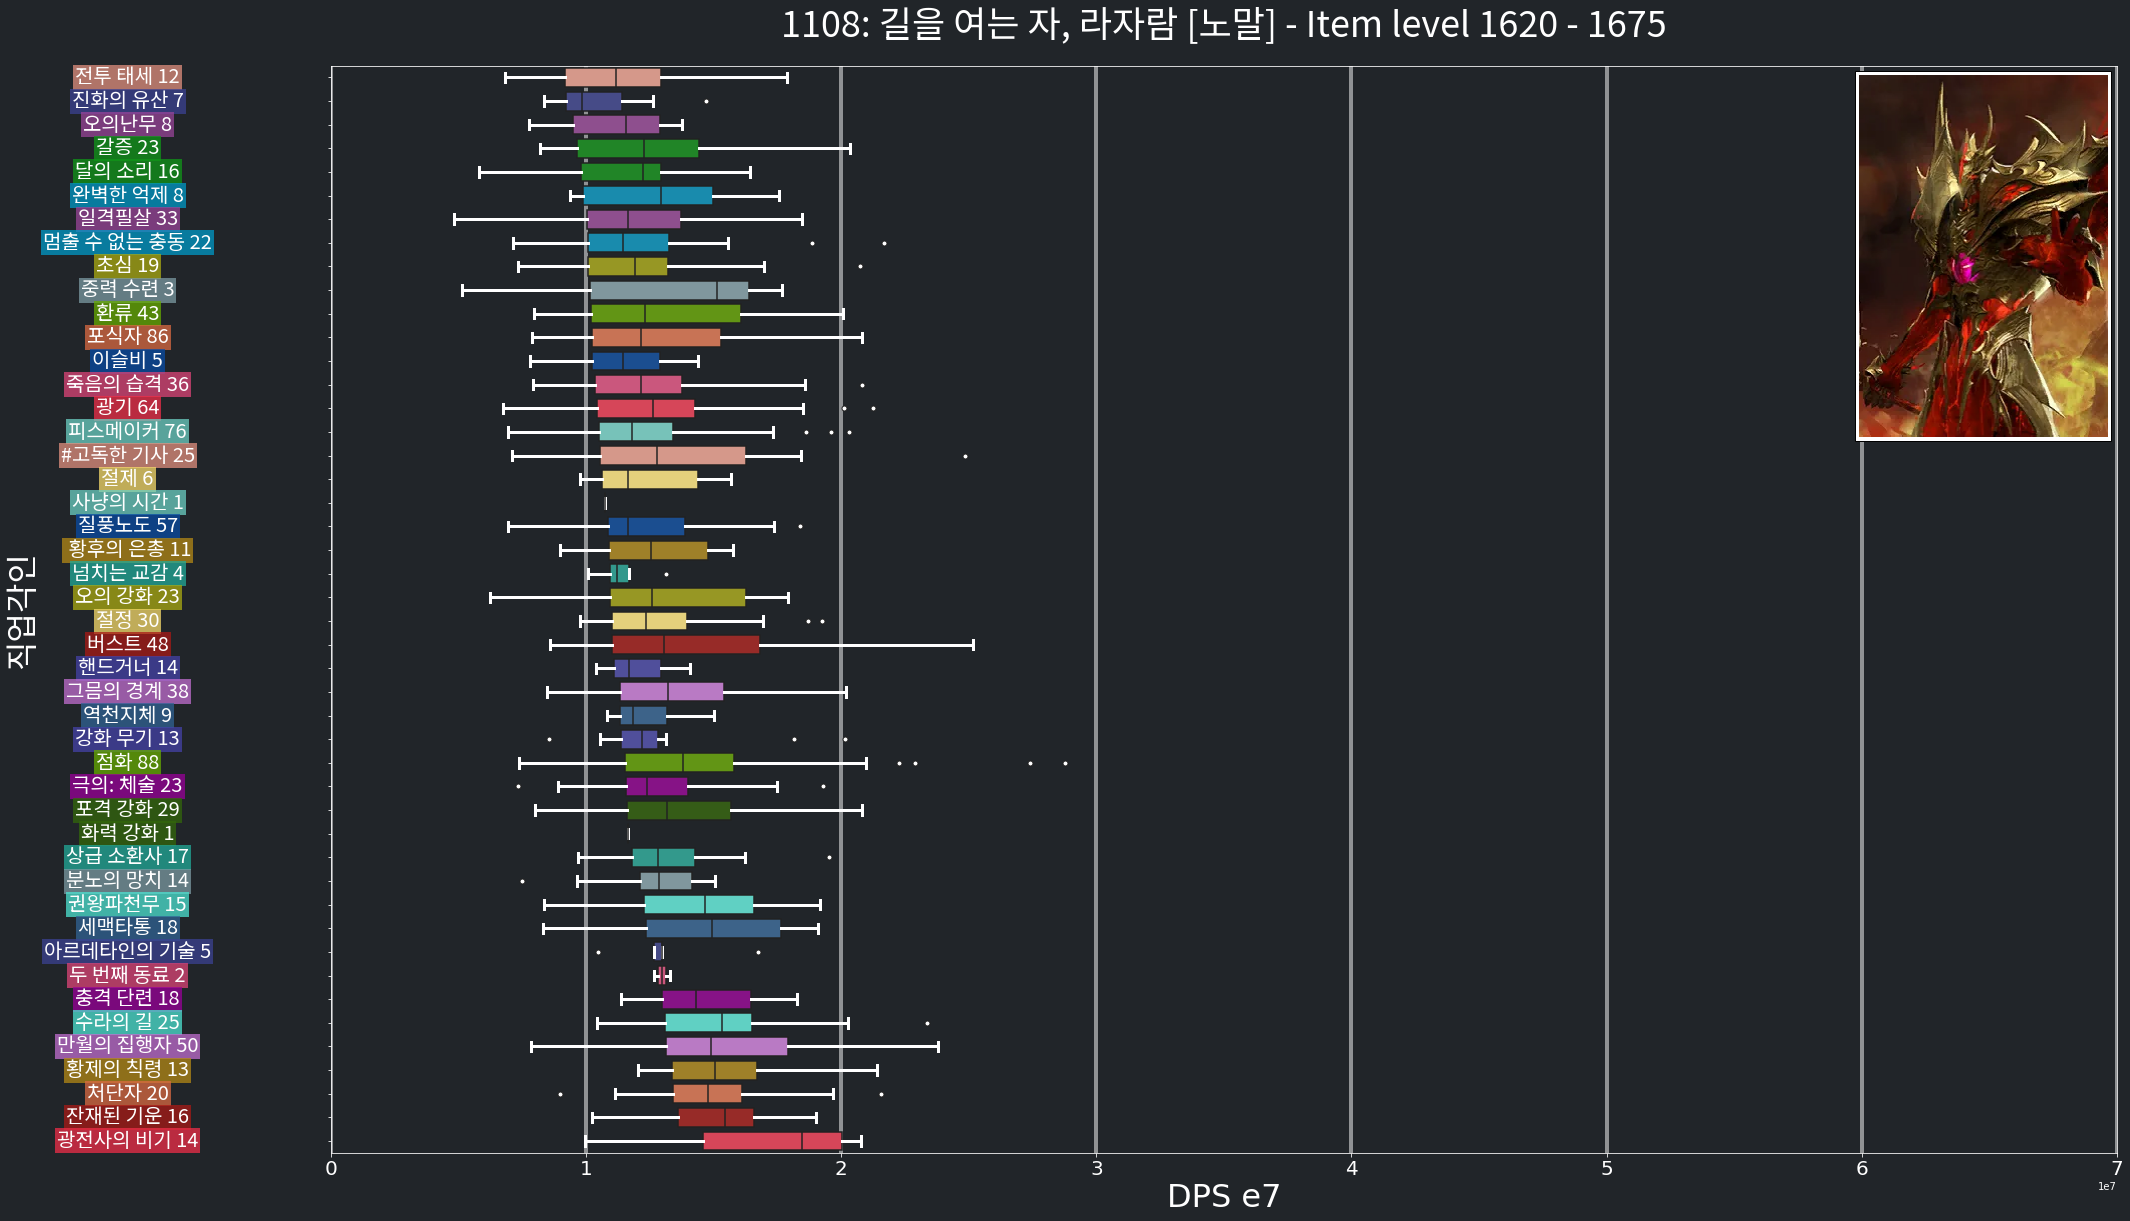 1108: 길을 여는 자, 라자람 [노말] - Item level 1620 - 1675
직업각인
전투 태세 12
진화의 유산 7
오의난무 8
갈증 23
달의 소리 16
완벽한 억제 8
일격필살 33
멈출 수 없는 충동 22
초심 19
중력 수련 3
환류 43
포식자 86
이슬비 5
죽음의 습격 36
광기 64
피스메이커 76
#고독한 기사 25
절제 6
사냥의 시간 1
질풍노도 57
황후의 은총 11
넘치는 교감 4
오의 강화 23
절정 30
버스트 48
핸드거너 14
그믐의 경계 38
역천지체 9
강화 무기 13
점화 88
극의: 체술 23
포격 강화 29
화력 강화 1
상급 소환사 17
분노의 망치 14
권왕파천무 15
세맥타통 18
아르데타인의 기술 5
두 번째 동료 2
충격 단련 18
수라의 길 25
만월의 집행자 50
황제의 칙령 13
처단자 20
잔재된 기운 16
광전사의 비기 14
0 1 2 3 4 5 6 7
1e7
DPS e7